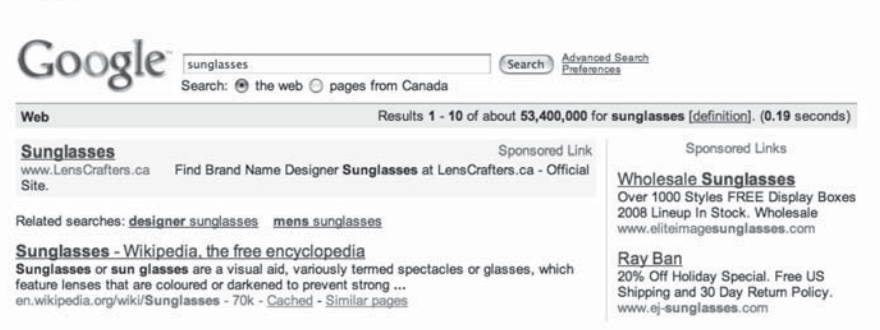 Google™
sunglasses
Search
Advanced Search
Preferences
Search: the web pages from Canada
Web
Results 1 - 10 of about 53,400,000 for sunglasses [definition]. (0.19 seconds)
Sunglasses
Sponsored Link
www.LensCrafters.ca Find Brand Name Designer Sunglasses at LensCrafters.ca - Official
Site.
Related searches: designer sunglasses mens sunglasses
Sunglasses - Wikipedia, the free encyclopedia
Sunglasses or sun glasses are a visual aid, variously termed spectacles or glasses, which
feature lenses that are coloured or darkened to prevent strong ...
en.wikipedia.org/wiki/Sunglasses - 70k - Cached - Similar pages
Sponsored Links
Wholesale Sunglasses
Over 1000 Styles FREE Display Boxes
2008 Lineup In Stock. Wholesale
www.eliteimagesunglasses.com
Ray Ban
20% Off Holiday Special. Free US
Shipping and 30 Day Return Policy.
www.ej-sunglasses.com